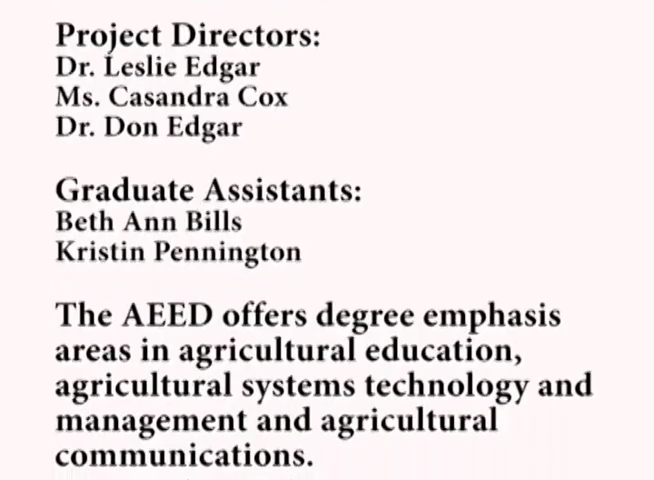 Project Directors:
Dr. Leslie Edgar
Ms. Casandra Cox
Dr. Don Edgar
Graduate Assistants:
Beth Ann Bills
Kristin Pennington
The AEED offers degree emphasis
areas in agricultural education,
agricultural systems technology and
management and agricultural
communications.